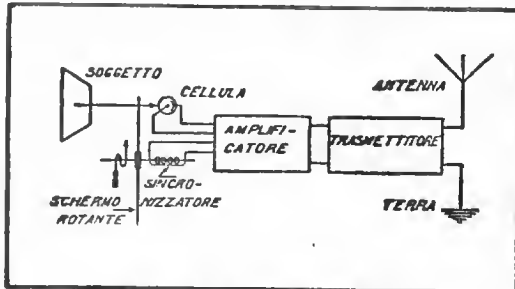 SOGGETTO
CELLULA
ANTENNA
AMPLIFI-
CATORE
TRASMETTITORE
SINCRO-
NIZZATORE
SCHERMO
ROTANTE
TERRA